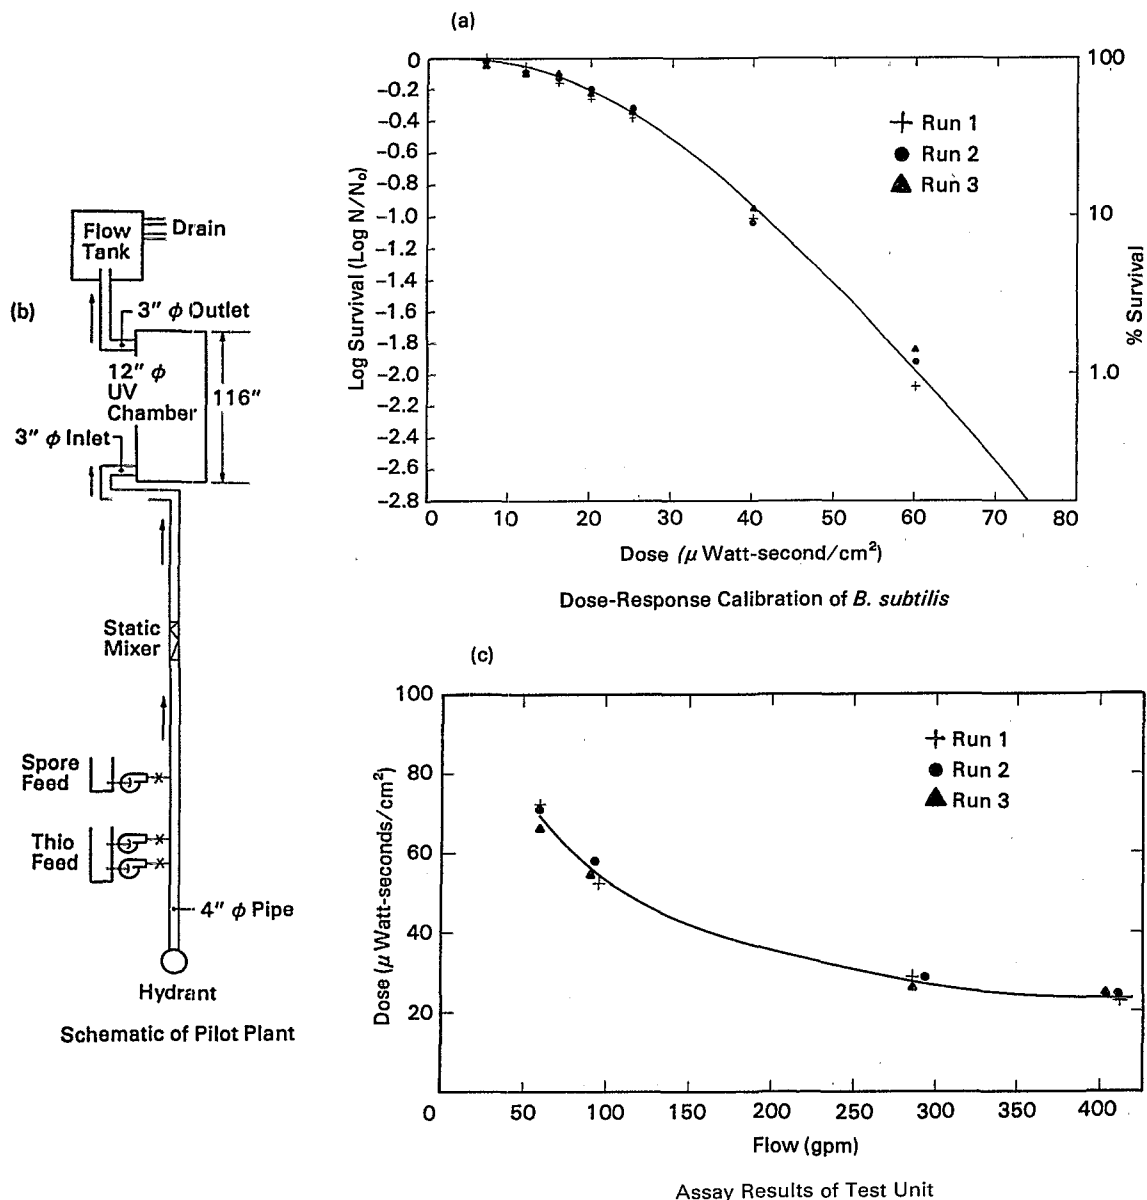 (a)
0
–0.2
–0.4
–0.6
–0.8
–1.0
–1.2
–1.4
–1.6
–1.8
–2.0
–2.2
–2.4
–2.6
–2.8
Log Survival (Log N/N₀)
100
10
1.0
% Survival
Run 1
Run 2
Run 3
0 10 20 30 40 50 60 70 80
Dose (μ Watt-second/cm²)
Dose-Response Calibration of B. subtilis
(b)
Flow
Tank
Drain
3″ φ Outlet
12″ φ
UV
Chamber
116″
3″ φ Inlet
Static
Mixer
Spore
Feed
Thio
Feed
4″ φ Pipe
Hydrant
Schematic of Pilot Plant
(c)
100
80
60
40
20
Dose (μ Watt-seconds/cm²)
Run 1
Run 2
Run 3
0 50 100 150 200 250 300 350 400
Flow (gpm)
Assay Results of Test Unit